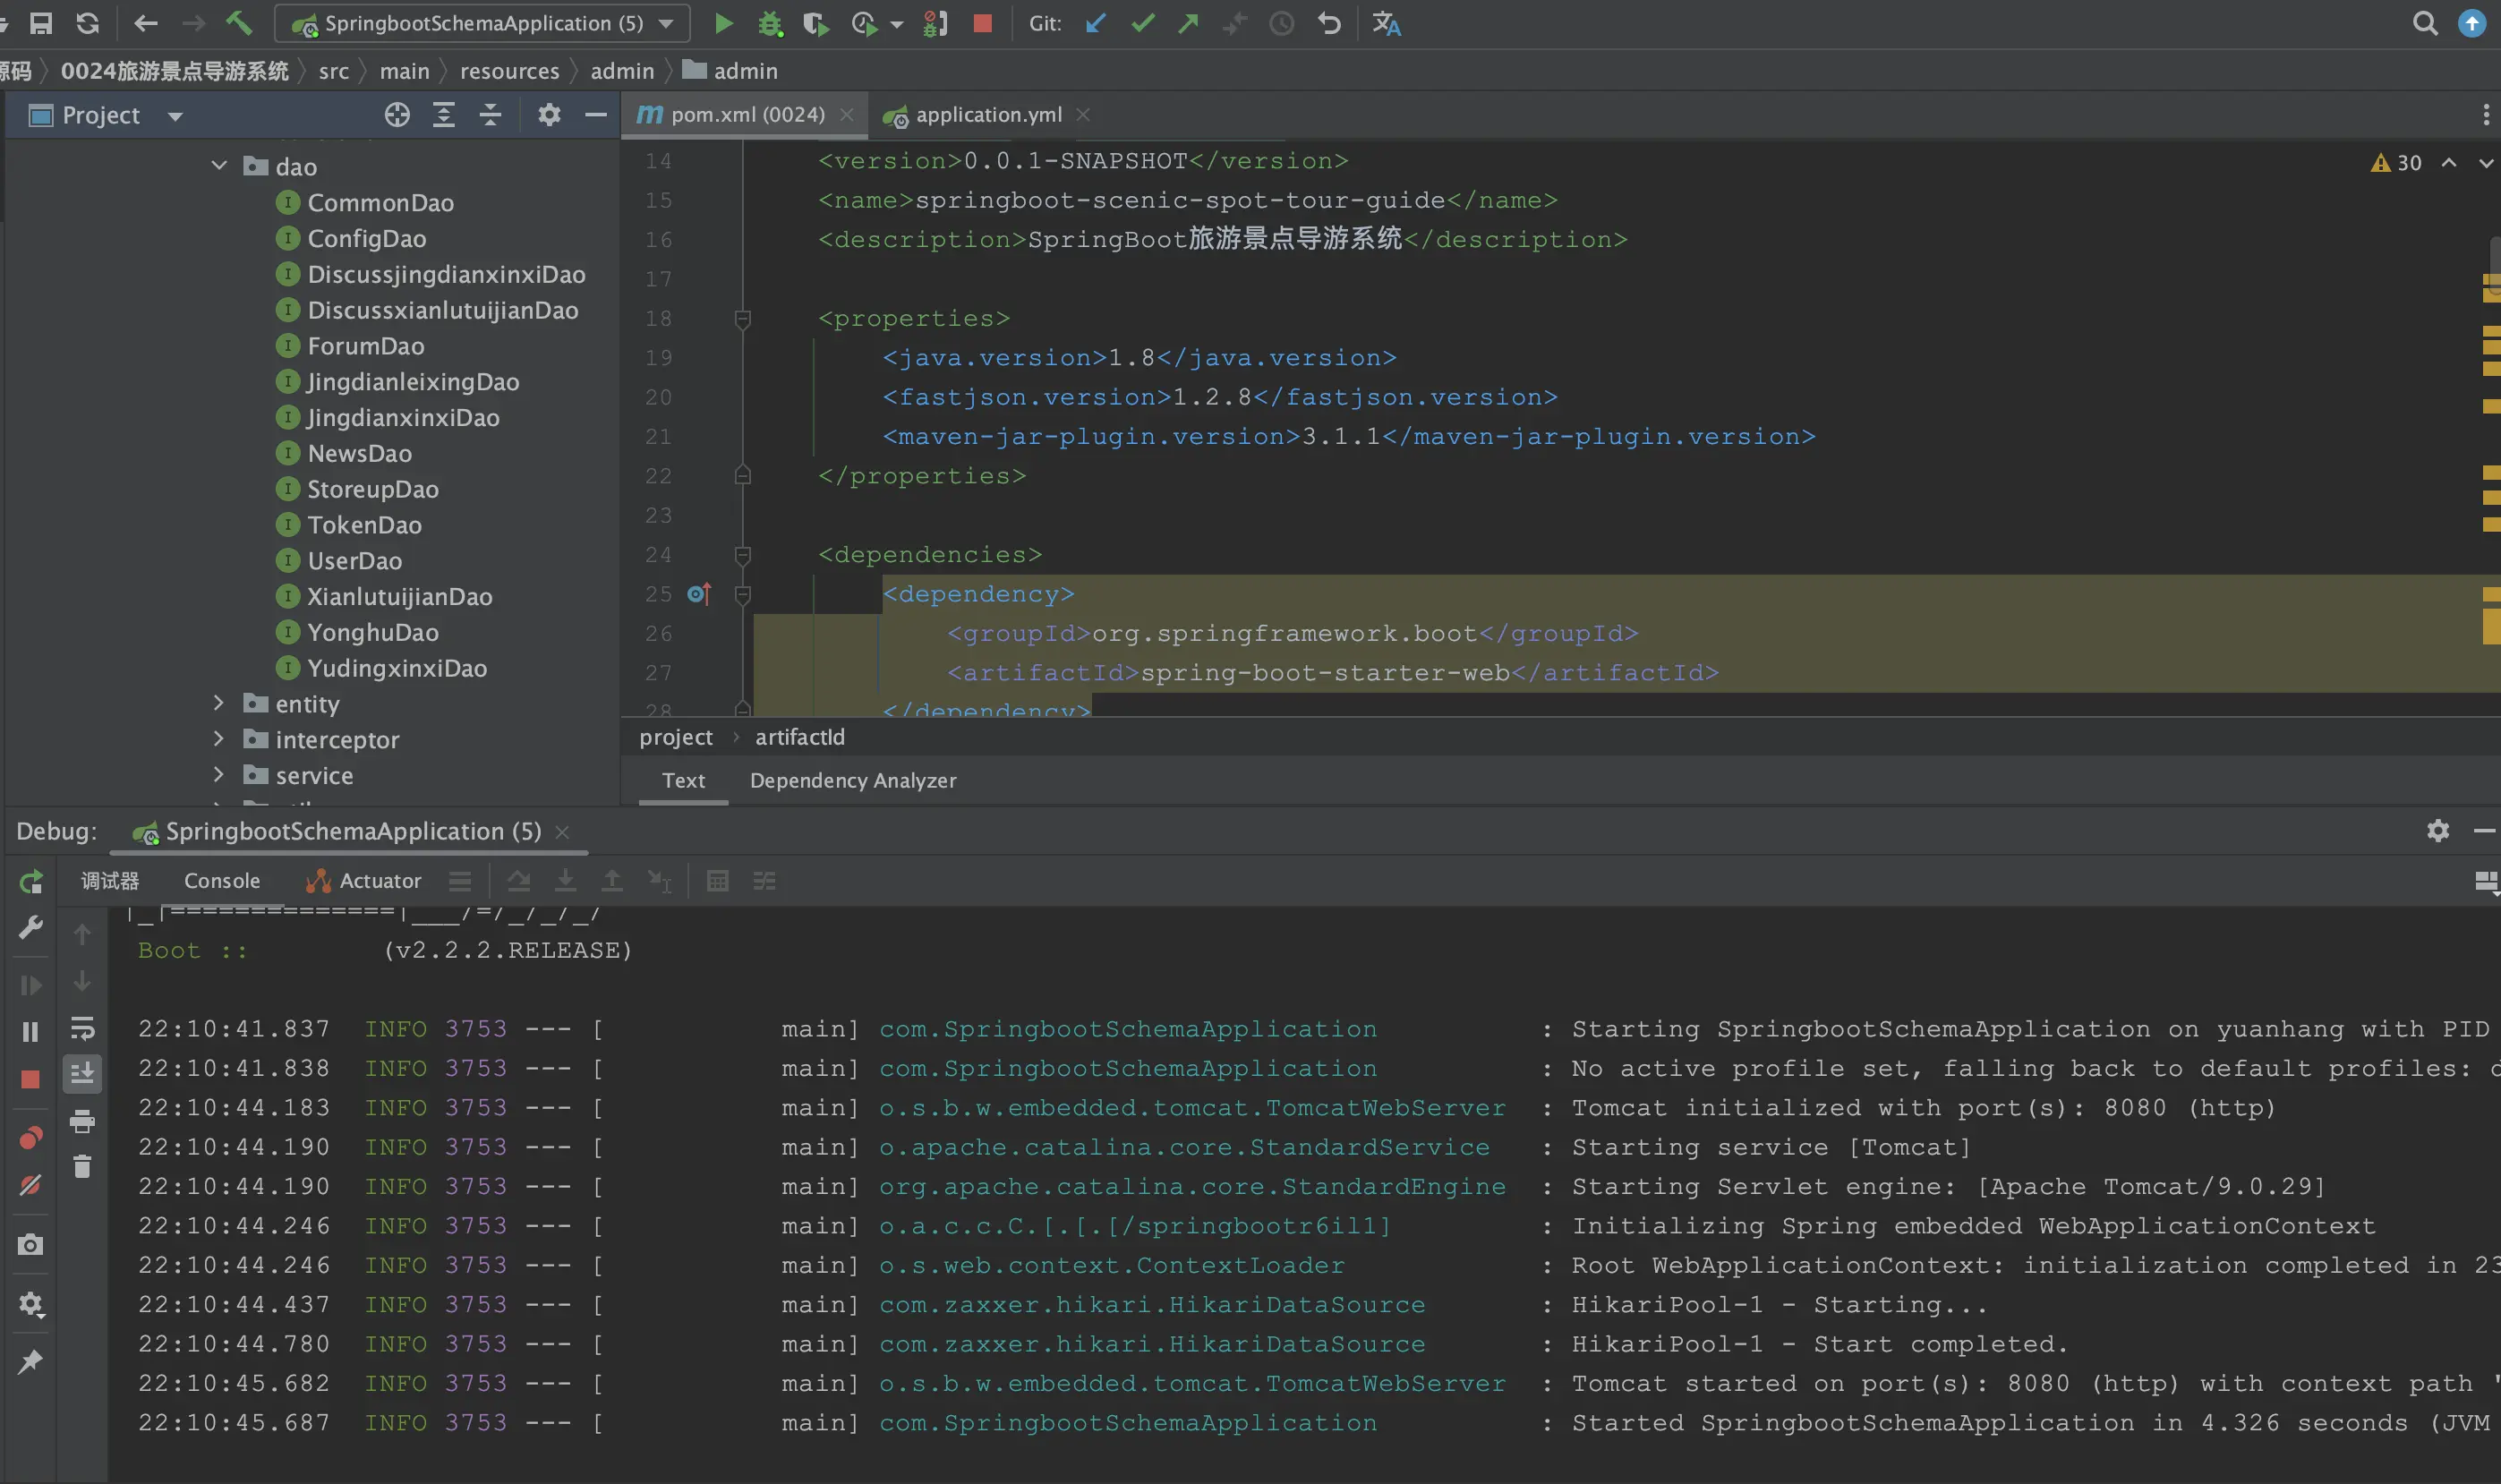 SpringbootSchemaApplication (5)
Git:
源码 〉 0024旅游景点导游系统 〉 src 〉 main 〉 resources 〉 admin 〉 admin
Project
pom.xml (0024)
application.yml
dao
CommonDao
ConfigDao
DiscussjingdianxinxiDao
DiscussxianlutuijianDao
ForumDao
JingdianleixingDao
JingdianxinxiDao
NewsDao
StoreupDao
TokenDao
UserDao
XianlutuijianDao
YonghuDao
YudingxinxiDao
entity
interceptor
service
30
14 <version>0.0.1-SNAPSHOT</version>
15 <name>springboot-scenic-spot-tour-guide</name>
16 <description>SpringBoot旅游景点导游系统</description>
17
18 <properties>
19 <java.version>1.8</java.version>
20 <fastjson.version>1.2.8</fastjson.version>
21 <maven-jar-plugin.version>3.1.1</maven-jar-plugin.version>
22 </properties>
23
24 <dependencies>
25 <dependency>
26 <groupId>org.springframework.boot</groupId>
27 <artifactId>spring-boot-starter-web</artifactId>
28 </dependency>
project › artifactId
Text Dependency Analyzer
Debug: SpringbootSchemaApplication (5)
调试器 Console Actuator
|_|==============|___/=/_/_/_/
Boot :: (v2.2.2.RELEASE)
22:10:41.837 INFO 3753 --- [ main] com.SpringbootSchemaApplication : Starting SpringbootSchemaApplication on yuanhang with PID
22:10:41.838 INFO 3753 --- [ main] com.SpringbootSchemaApplication : No active profile set, falling back to default profiles: d
22:10:44.183 INFO 3753 --- [ main] o.s.b.w.embedded.tomcat.TomcatWebServer : Tomcat initialized with port(s): 8080 (http)
22:10:44.190 INFO 3753 --- [ main] o.apache.catalina.core.StandardService : Starting service [Tomcat]
22:10:44.190 INFO 3753 --- [ main] org.apache.catalina.core.StandardEngine : Starting Servlet engine: [Apache Tomcat/9.0.29]
22:10:44.246 INFO 3753 --- [ main] o.a.c.c.C.[.[.[/springbootr6il1] : Initializing Spring embedded WebApplicationContext
22:10:44.246 INFO 3753 --- [ main] o.s.web.context.ContextLoader : Root WebApplicationContext: initialization completed in 23
22:10:44.437 INFO 3753 --- [ main] com.zaxxer.hikari.HikariDataSource : HikariPool-1 - Starting...
22:10:44.780 INFO 3753 --- [ main] com.zaxxer.hikari.HikariDataSource : HikariPool-1 - Start completed.
22:10:45.682 INFO 3753 --- [ main] o.s.b.w.embedded.tomcat.TomcatWebServer : Tomcat started on port(s): 8080 (http) with context path '
22:10:45.687 INFO 3753 --- [ main] com.SpringbootSchemaApplication : Started SpringbootSchemaApplication in 4.326 seconds (JVM